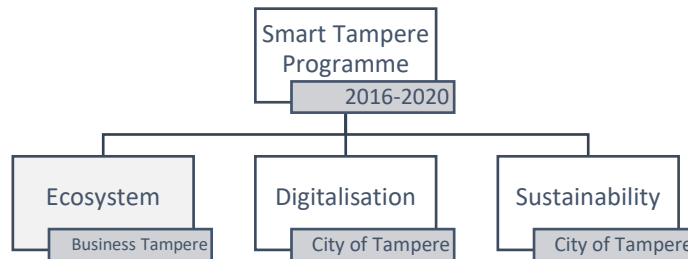 Smart Tampere
Programme
2016-2020
Ecosystem
Business Tampere
Digitalisation
City of Tampere
Sustainability
City of Tampere